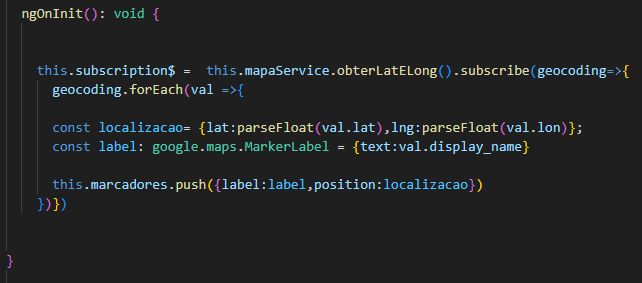 ngOnInit(): void {
this.subscription$ =  this.mapaService.obterLatELong().subscribe(geocoding=>{
geocoding.forEach(val =>{
const localizacao= {lat:parseFloat(val.lat),lng:parseFloat(val.lon)};
const label: google.maps.MarkerLabel = {text:val.display_name}
this.marcadores.push({label:label,position:localizacao})
})})
}